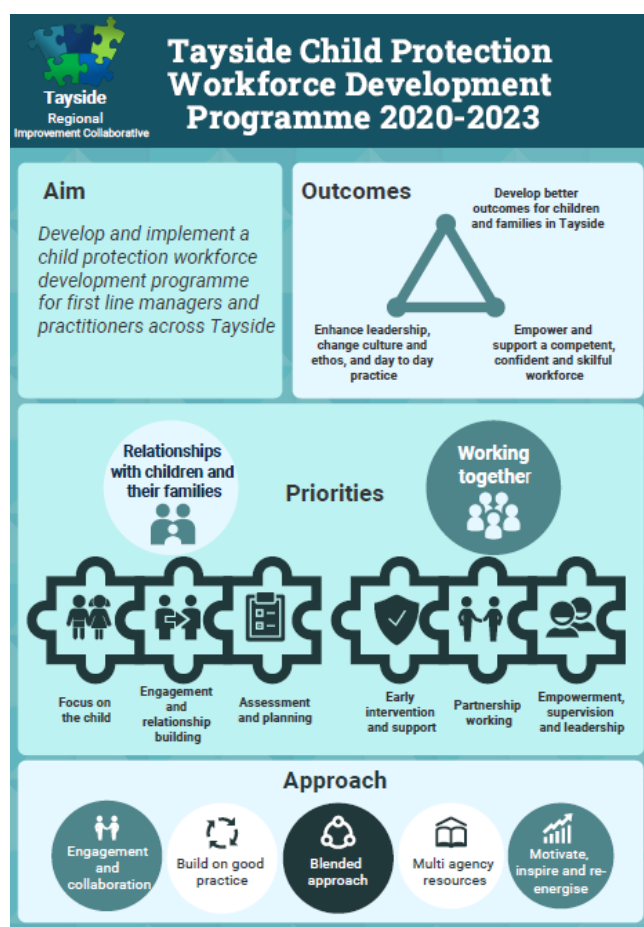 Tayside
Regional
Improvement Collaborative
Tayside Child Protection
Workforce Development
Programme 2020-2023
Aim
Develop and implement a
child protection workforce
development programme
for first line managers and
practitioners across Tayside
Outcomes
Develop better
outcomes for children
and families in Tayside
Enhance leadership,
change culture and
ethos, and day to day
practice
Empower and
support a competent,
confident and skilful
workforce
Relationships
with children and
their families
Priorities
Working
together
Focus on
the child
Engagement
and
relationship
building
Assessment
and planning
Early
intervention
and support
Partnership
working
Empowerment,
supervision
and leadership
Approach
Engagement
and
collaboration
Build on good
practice
Blended
approach
Multi agency
resources
Motivate,
inspire and re-
energise